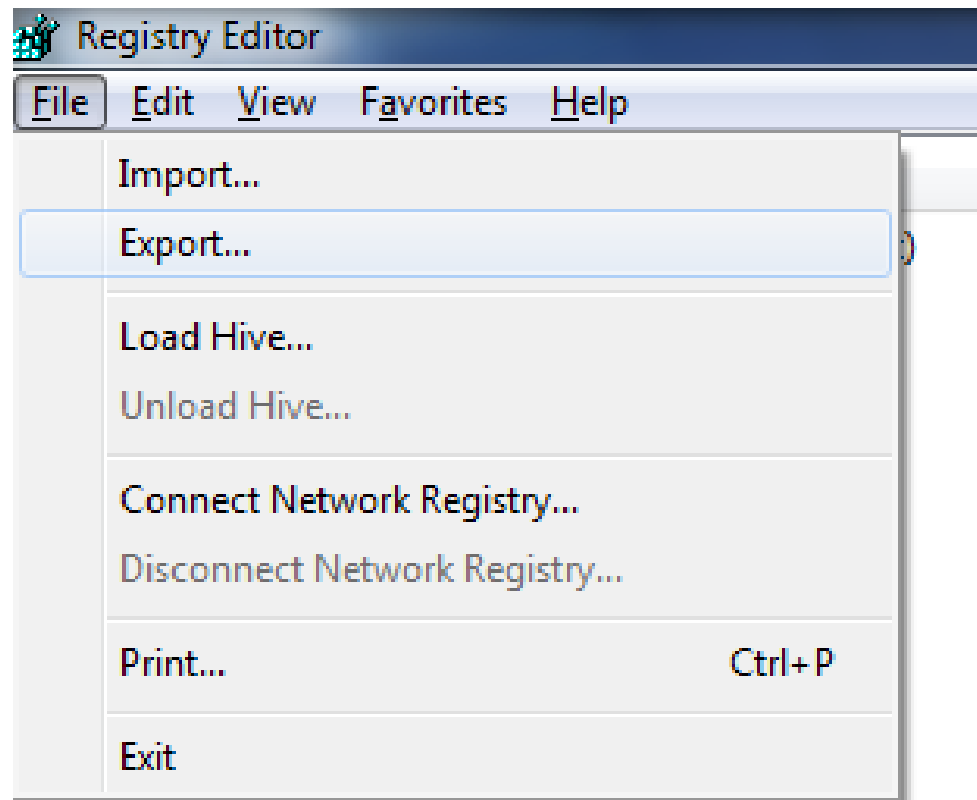 Registry Editor
File Edit View Favorites Help
Import...
Export...
Load Hive...
Unload Hive...
Connect Network Registry...
Disconnect Network Registry...
Print... Ctrl+P
Exit